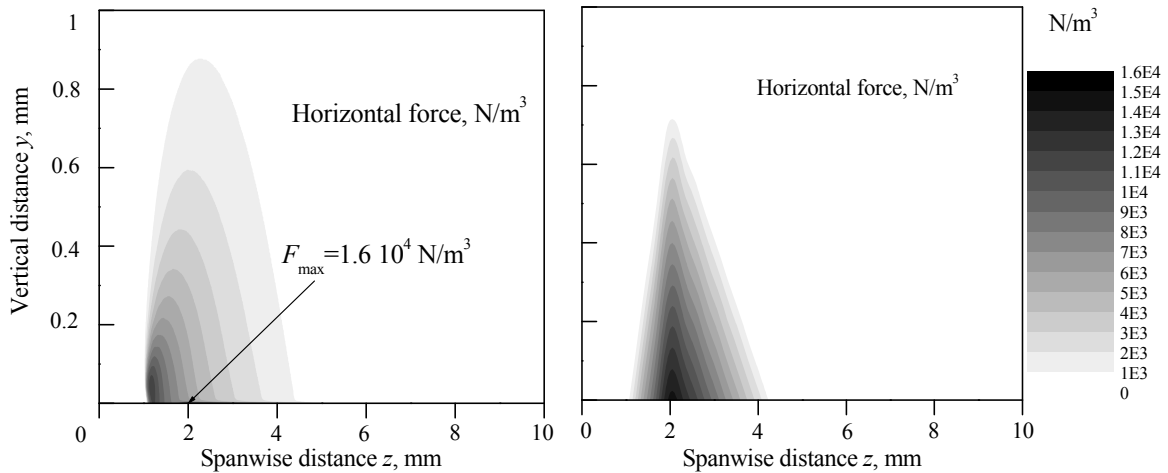 1
0.8
0.6
0.4
0.2
0
2
4
6
8
10
Vertical distance y, mm
Spanwise distance z, mm
Horizontal force, N/m³
Fmax=1.6 10⁴ N/m³
Horizontal force, N/m³
0
2
4
6
8
10
Spanwise distance z, mm
N/m³
1.6E4
1.5E4
1.4E4
1.3E4
1.2E4
1.1E4
1E4
9E3
8E3
7E3
6E3
5E3
4E3
3E3
2E3
1E3
0